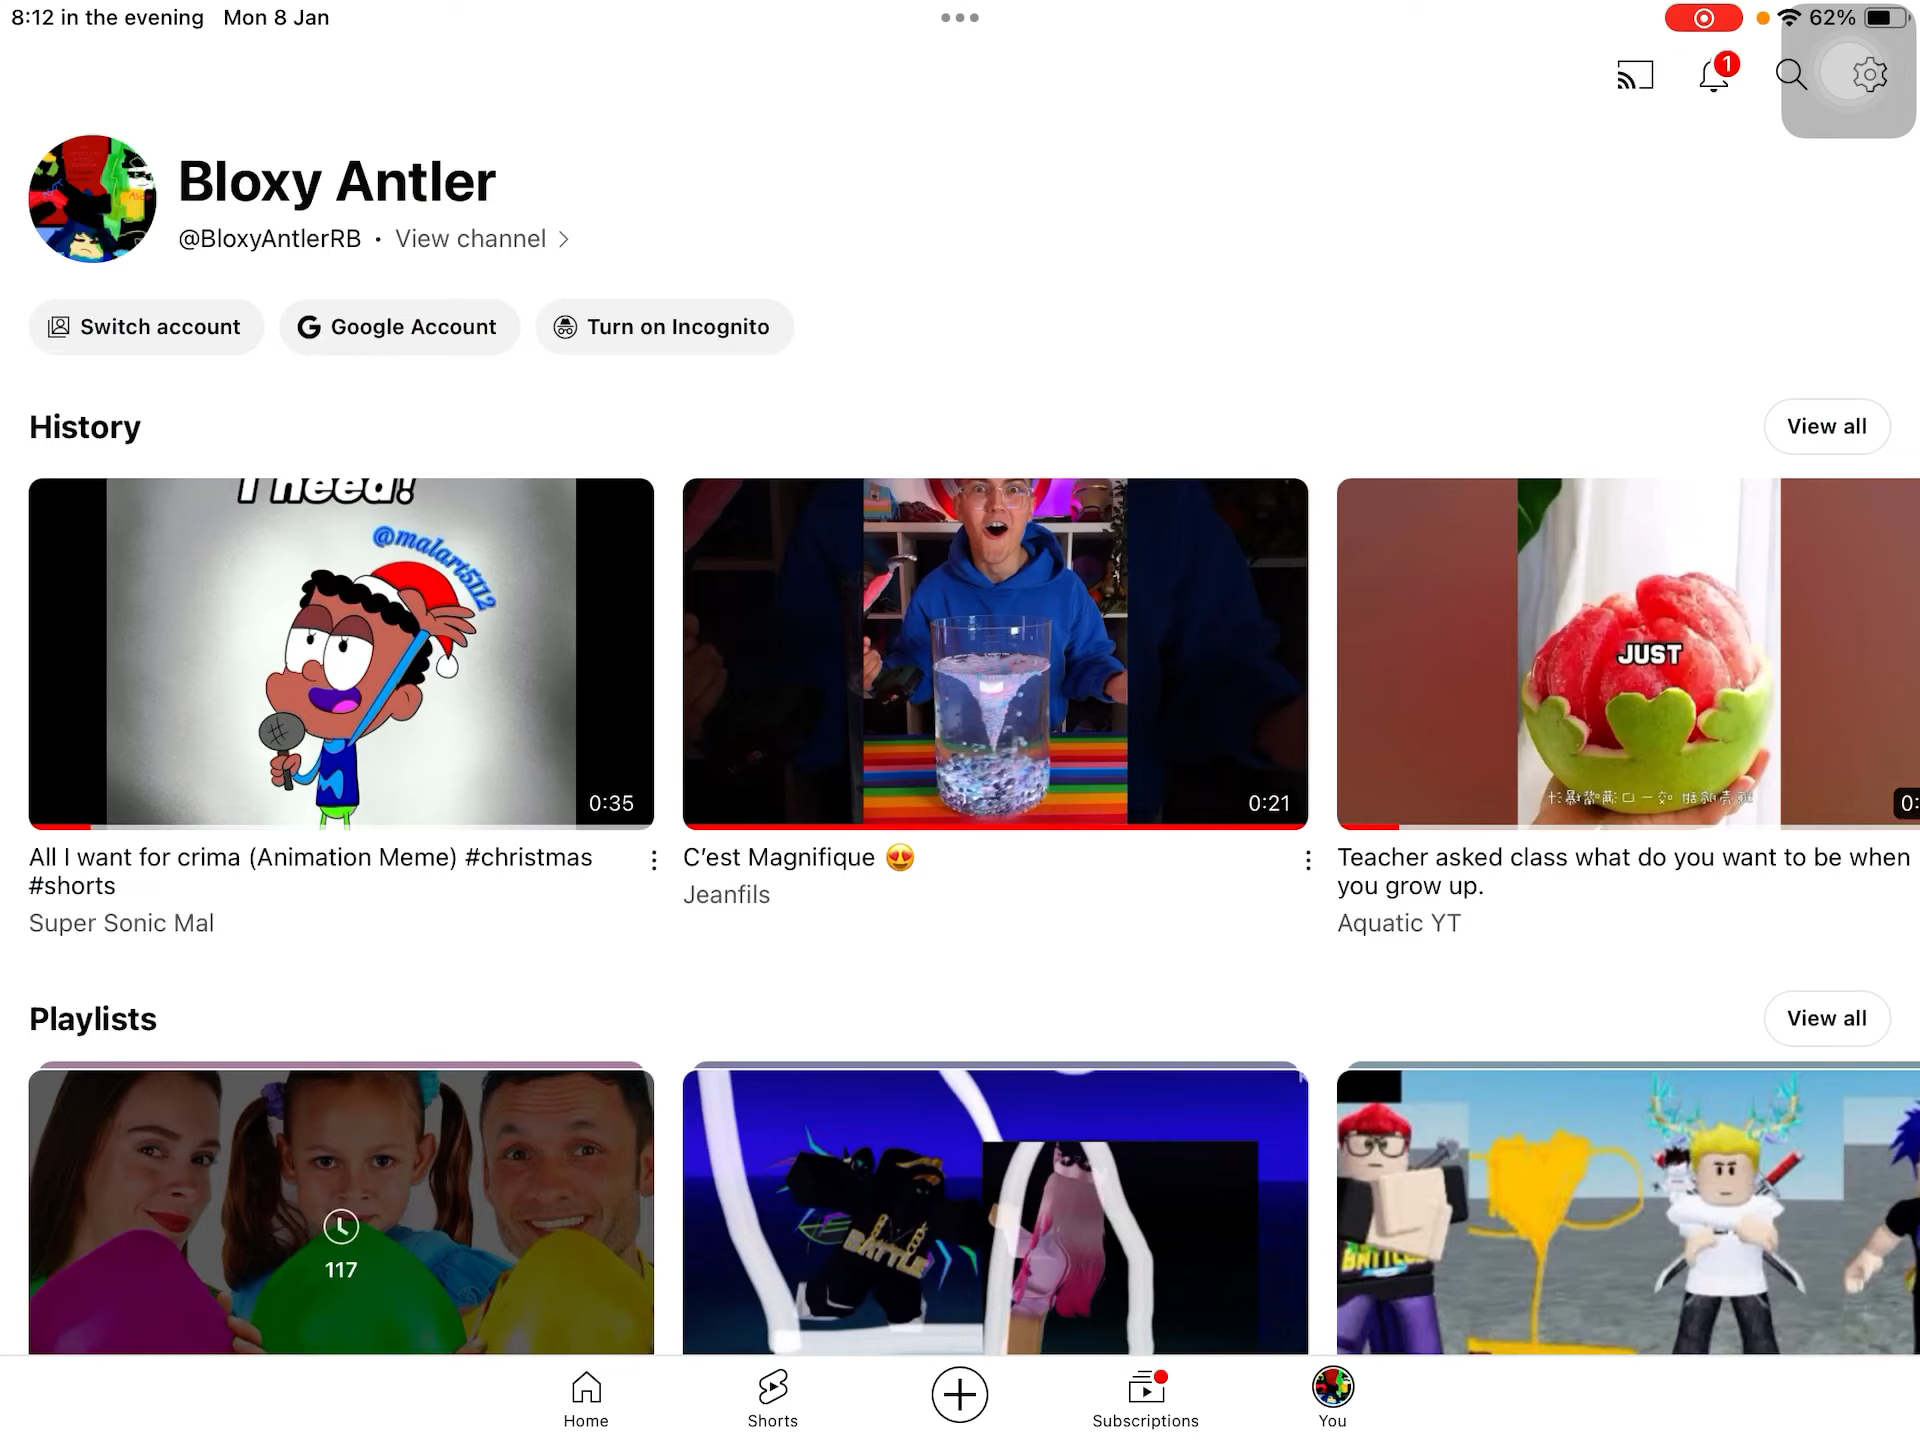 8:12 in the evening Mon 8 Jan
62%
1
Bloxy Antler
@BloxyAntlerRB • View channel
Switch account
Google Account
Turn on Incognito
History
View all
I need!
@malart5112
0:35
0:21
JUST
0:
All I want for crima (Animation Meme) #christmas
#shorts
Super Sonic Mal
C'est Magnifique 😍
Jeanfils
Teacher asked class what do you want to be when
you grow up.
Aquatic YT
Playlists
View all
117
BATTLE
Home
Shorts
Subscriptions
You